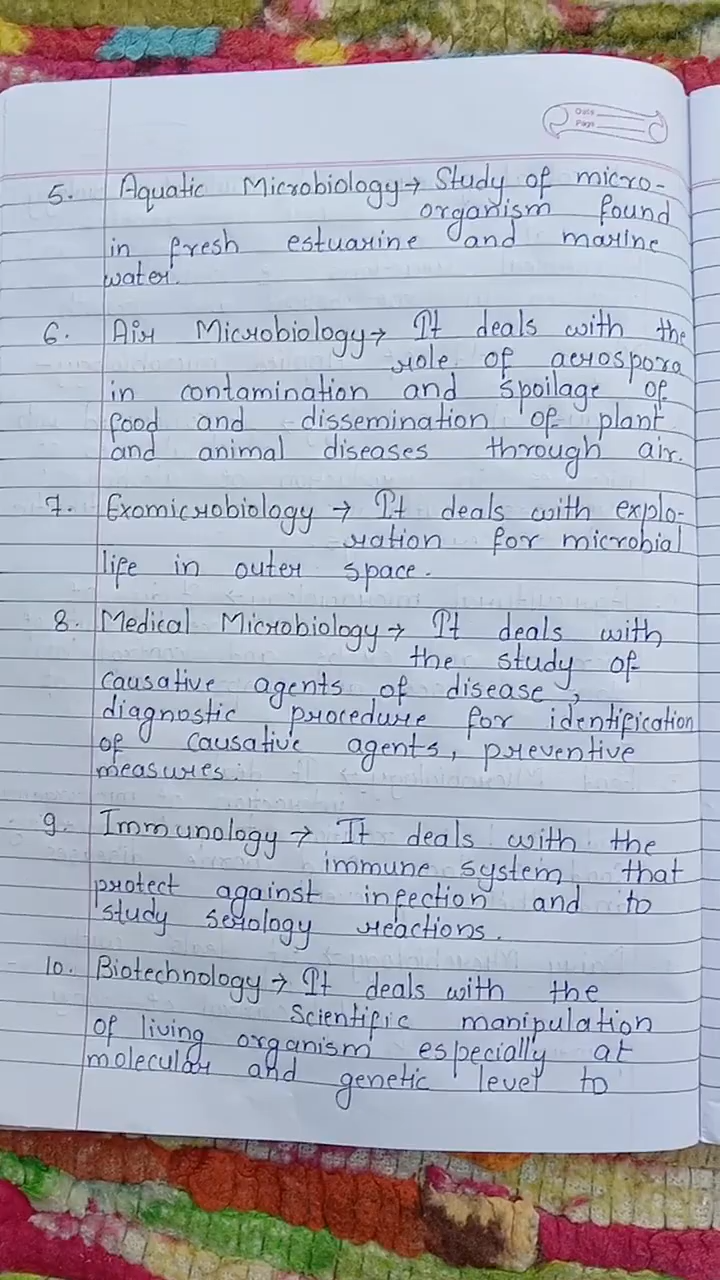 Date
Page
5. Aquatic Microbiology → Study of micro-
organism found
in fresh estuarine and marine
water.
6. Air Microbiology → It deals with the
role of aerospora
in contamination and spoilage of
food and dissemination of plant
and animal diseases through air.
7. Exomicrobiology → It deals with explo-
ration for microbial
life in outer space.
8. Medical Microbiology → It deals with
the study of
causative agents of disease,
diagnostic procedure for identification
of causative agents, preventive
measures.
9. Immunology → It deals with the
immune system that
protect against infection and to
study serology reactions.
10. Biotechnology → It deals with the
Scientific manipulation
of living organism especially at
molecular and genetic level to